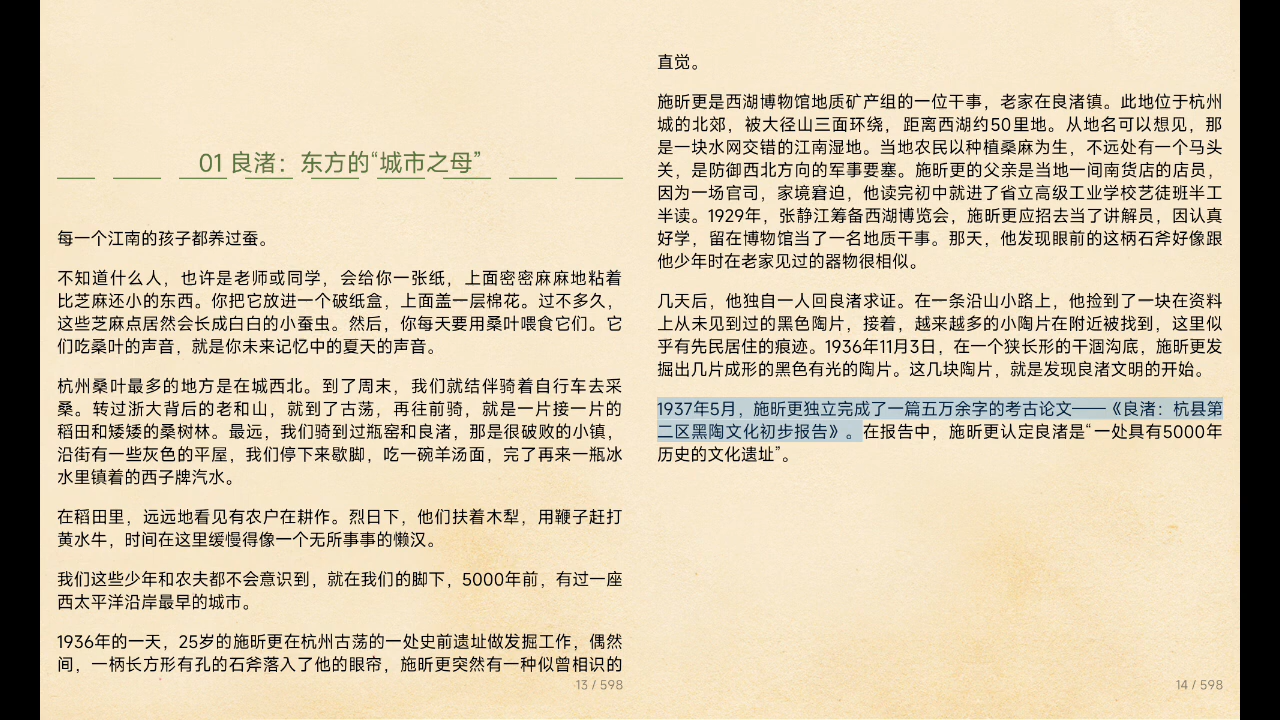 01 良渚：东方的“城市之母”
每一个江南的孩子都养过蚕。
不知道什么人，也许是老师或同学，会给你一张纸，上面密密麻麻地粘着
比芝麻还小的东西。你把它放进一个破纸盒，上面盖一层棉花。过不多久，
这些芝麻点居然会长成白白的小蚕虫。然后，你每天要用桑叶喂食它们。它
们吃桑叶的声音，就是你未来记忆中的夏天的声音。
杭州桑叶最多的地方是在城西北。到了周末，我们就结伴骑着自行车去采
桑。转过浙大背后的老和山，就到了古荡，再往前骑，就是一片接一片的
稻田和矮矮的桑树林。最远，我们骑到过瓶窑和良渚，那是很破败的小镇，
沿街有一些灰色的平屋，我们停下来歇脚，吃一碗羊汤面，完了再来一瓶冰
水里镇着的西子牌汽水。
在稻田里，远远地看见有农户在耕作。烈日下，他们扶着木犁，用鞭子赶打
黄水牛，时间在这里缓慢得像一个无所事事的懒汉。
我们这些少年和农夫都不会意识到，就在我们的脚下，5000年前，有过一座
西太平洋沿岸最早的城市。
1936年的一天，25岁的施昕更在杭州古荡的一处史前遗址做发掘工作，偶然
间，一柄长方形有孔的石斧落入了他的眼帘，施昕更突然有一种似曾相识的
13 / 598
直觉。
施昕更是西湖博物馆地质矿产组的一位干事，老家在良渚镇。此地位于杭州
城的北郊，被大径山三面环绕，距离西湖约50里地。从地名可以想见，那
是一块水网交错的江南湿地。当地农民以种植桑麻为生，不远处有一个马头
关，是防御西北方向的军事要塞。施昕更的父亲是当地一间南货店的店员，
因为一场官司，家境窘迫，他读完初中就进了省立高级工业学校艺徒班半工
半读。1929年，张静江筹备西湖博览会，施昕更应招去当了讲解员，因认真
好学，留在博物馆当了一名地质干事。那天，他发现眼前的这柄石斧好像跟
他少年时在老家见过的器物很相似。
几天后，他独自一人回良渚求证。在一条沿山小路上，他捡到了一块在资料
上从未见到过的黑色陶片，接着，越来越多的小陶片在附近被找到，这里似
乎有先民居住的痕迹。1936年11月3日，在一个狭长形的干涸沟底，施昕更发
掘出几片成形的黑色有光的陶片。这几块陶片，就是发现良渚文明的开始。
1937年5月，施昕更独立完成了一篇五万余字的考古论文——《良渚：杭县第
二区黑陶文化初步报告》。在报告中，施昕更认定良渚是“一处具有5000年
历史的文化遗址”。
14 / 598